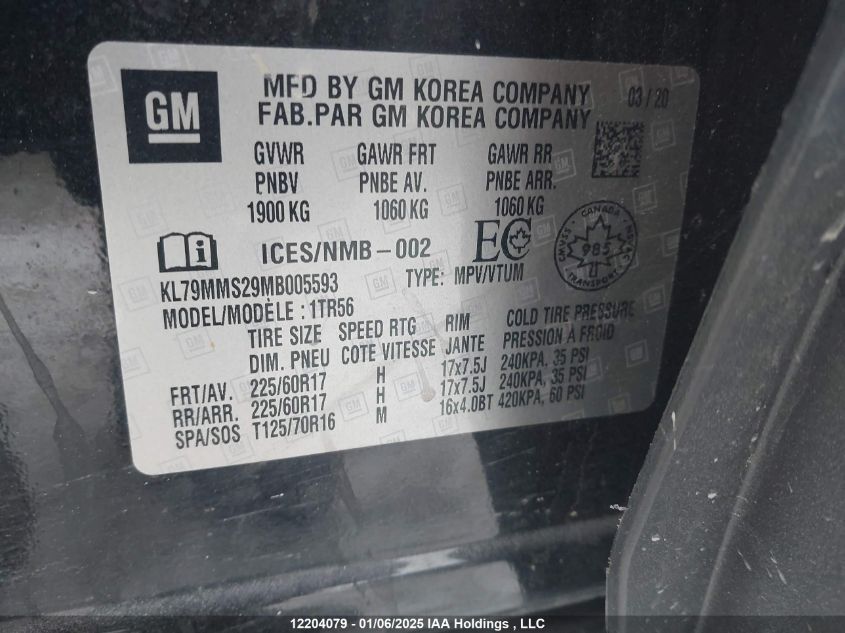 GM
MFD BY GM KOREA COMPANY 03 / 20
FAB.PAR GM KOREA COMPANY
GVWR GAWR FRT GAWR RR
PNBV PNBE AV. PNBE ARR.
1900 KG 1060 KG 1060 KG
ICES/NMB-002 EC
CANADA
CMVSS 985 NSVAC
TRANSPORT
KL79MMS29MB005593 TYPE: MPV/VTUM
MODEL/MODÈLE : 1TR56
TIRE SIZE SPEED RTG RIM COLD TIRE PRESSURE
DIM. PNEU COTE VITESSE JANTE PRESSION A FROID
FRT/AV. 225/60R17 H 17x7.5J 240KPA, 35 PSI
RR/ARR. 225/60R17 H 17x7.5J 240KPA, 35 PSI
SPA/SOS T125/70R16 M 16x4.0BT 420KPA, 60 PSI
12204079 - 01/06/2025 IAA Holdings , LLC